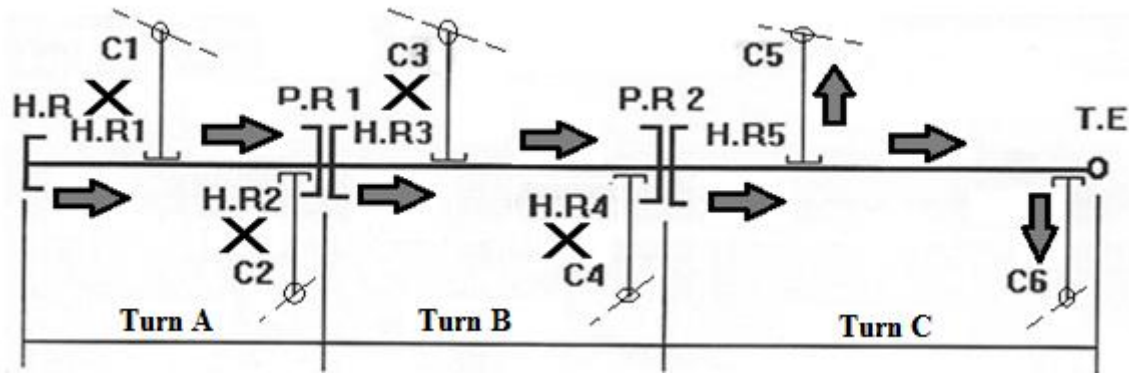 C1
C3
C5
H.R
H.R1
P.R 1
H.R3
P.R 2
H.R5
T.E
H.R2
C2
H.R4
C4
C6
Turn A
Turn B
Turn C